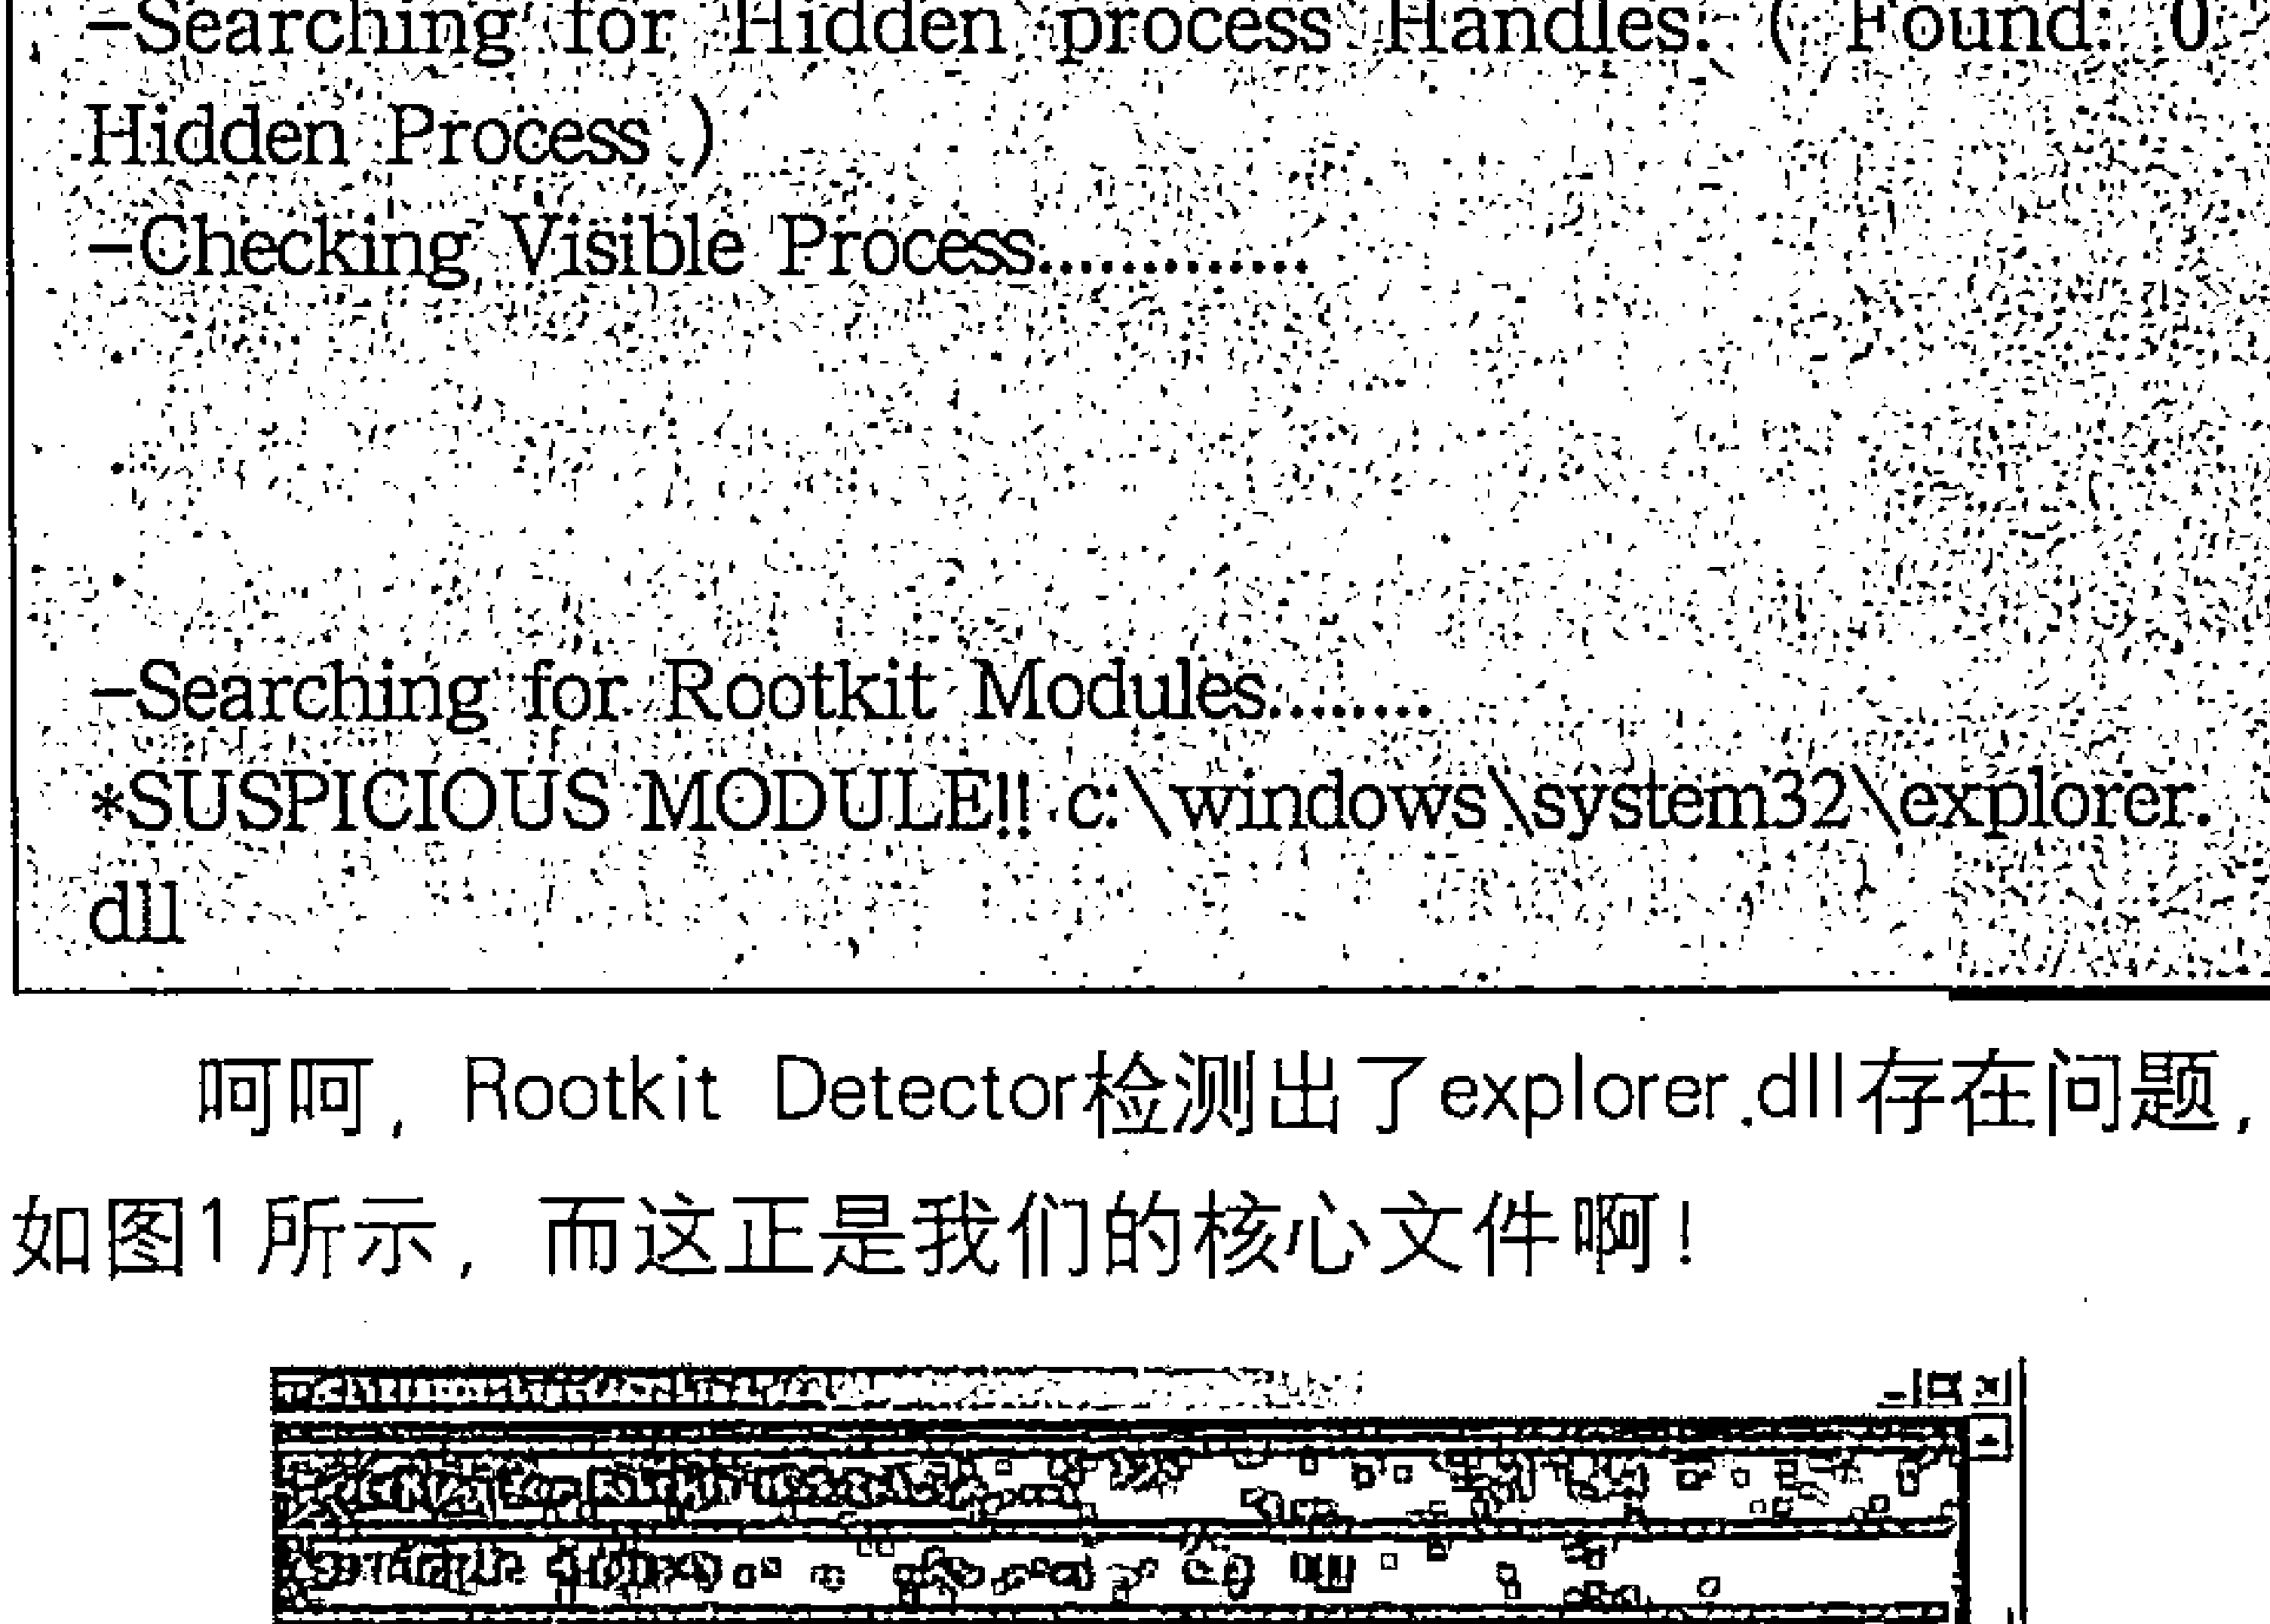 -Searching for Hidden process Handles. ( Found: 0
Hidden Process )
-Checking Visible Process.............
.
.
.
-Searching for Rootkit Modules........
*SUSPICIOUS MODULE!! c:\windows\system32\explorer.
dll
呵呵，Rootkit Detector检测出了explorer.dll存在问题，
如图1所示，而这正是我们的核心文件啊！